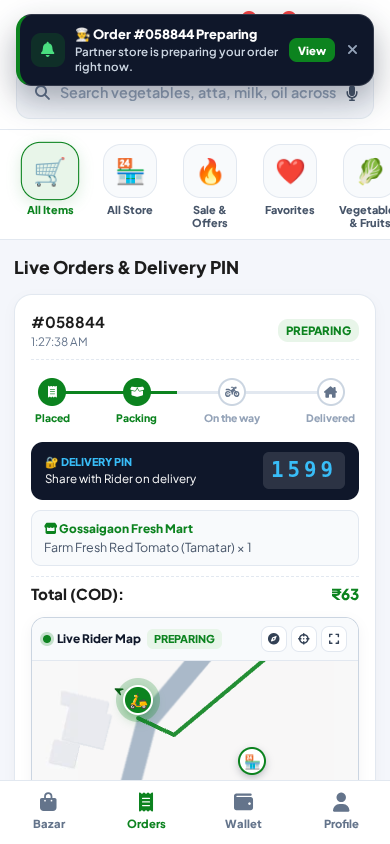 👨‍🍳 Order #058844 Preparing
Partner store is preparing your order
right now.
View
Search vegetables, atta, milk, oil across
24
All Items
All Store
Sale &
Offers
Favorites
Vegetable
& Fruits
Live Orders & Delivery PIN
#058844
1:27:38 AM
PREPARING
Placed
Packing
On the way
Delivered
🔐 DELIVERY PIN
Share with Rider on delivery
1599
Gossaigaon Fresh Mart
Farm Fresh Red Tomato (Tamatar) × 1
Total (COD):
₹63
Live Rider Map
PREPARING
Bazar
Orders
Wallet
Profile